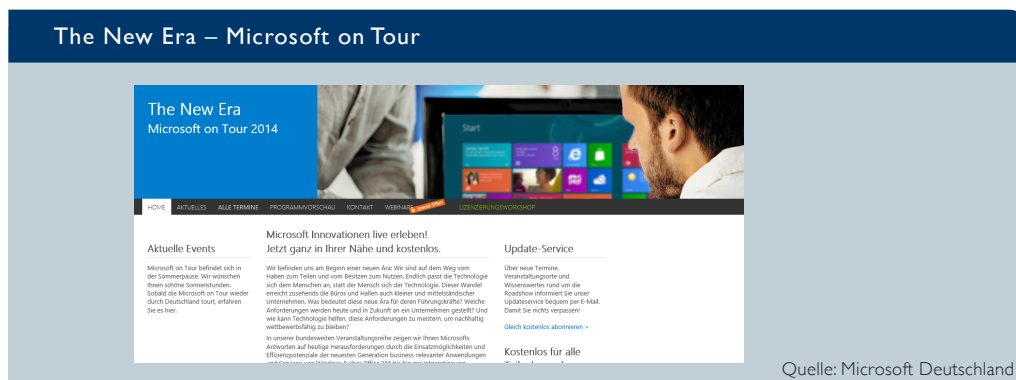 The New Era – Microsoft on Tour
The New Era
Microsoft on Tour 2014
Start
HOME AKTUELLES ALLE TERMINE PROGRAMMVORSCHAU KONTAKT WEBINARE Special Offer! LIZENZIERUNGSWORKSHOP
Aktuelle Events
Microsoft on Tour befindet sich in
der Sommerpause. Wir wünschen
Ihnen schöne Sonnenstunden.
Sobald die Microsoft on Tour wieder
durch Deutschland tourt, erfahren
Sie es hier.
Microsoft Innovationen live erleben!
Jetzt ganz in Ihrer Nähe und kostenlos.
Wir befinden uns am Beginn einer neuen Ära: Wir sind auf dem Weg vom
Haben zum Teilen und vom Besitzen zum Nutzen. Endlich passt die Technologie
sich dem Menschen an, statt der Mensch sich der Technologie. Dieser Wandel
erreicht zusehends die Büros und Hallen auch kleiner und mittelständischer
Unternehmen. Was bedeutet diese neue Ära für deren Führungskräfte? Welche
Anforderungen werden heute und in Zukunft an ein Unternehmen gestellt? Und
wie kann Technologie helfen, diese Anforderungen zu meistern, um nachhaltig
wettbewerbsfähig zu bleiben?
In unserer bundesweiten Veranstaltungsreihe zeigen wir Ihnen Microsofts
Antworten auf heutige Herausforderungen durch die Einsatzmöglichkeiten und
Effizienzpotenziale der neuesten Generation business-relevanter Anwendungen
Update-Service
Über neue Termine,
Veranstaltungsorte und
Wissenswertes rund um die
Roadshow informiert Sie unser
Updateservice bequem per E-Mail.
Damit Sie nichts verpassen!
Gleich kostenlos abonnieren >
Kostenlos für alle
Quelle: Microsoft Deutschland